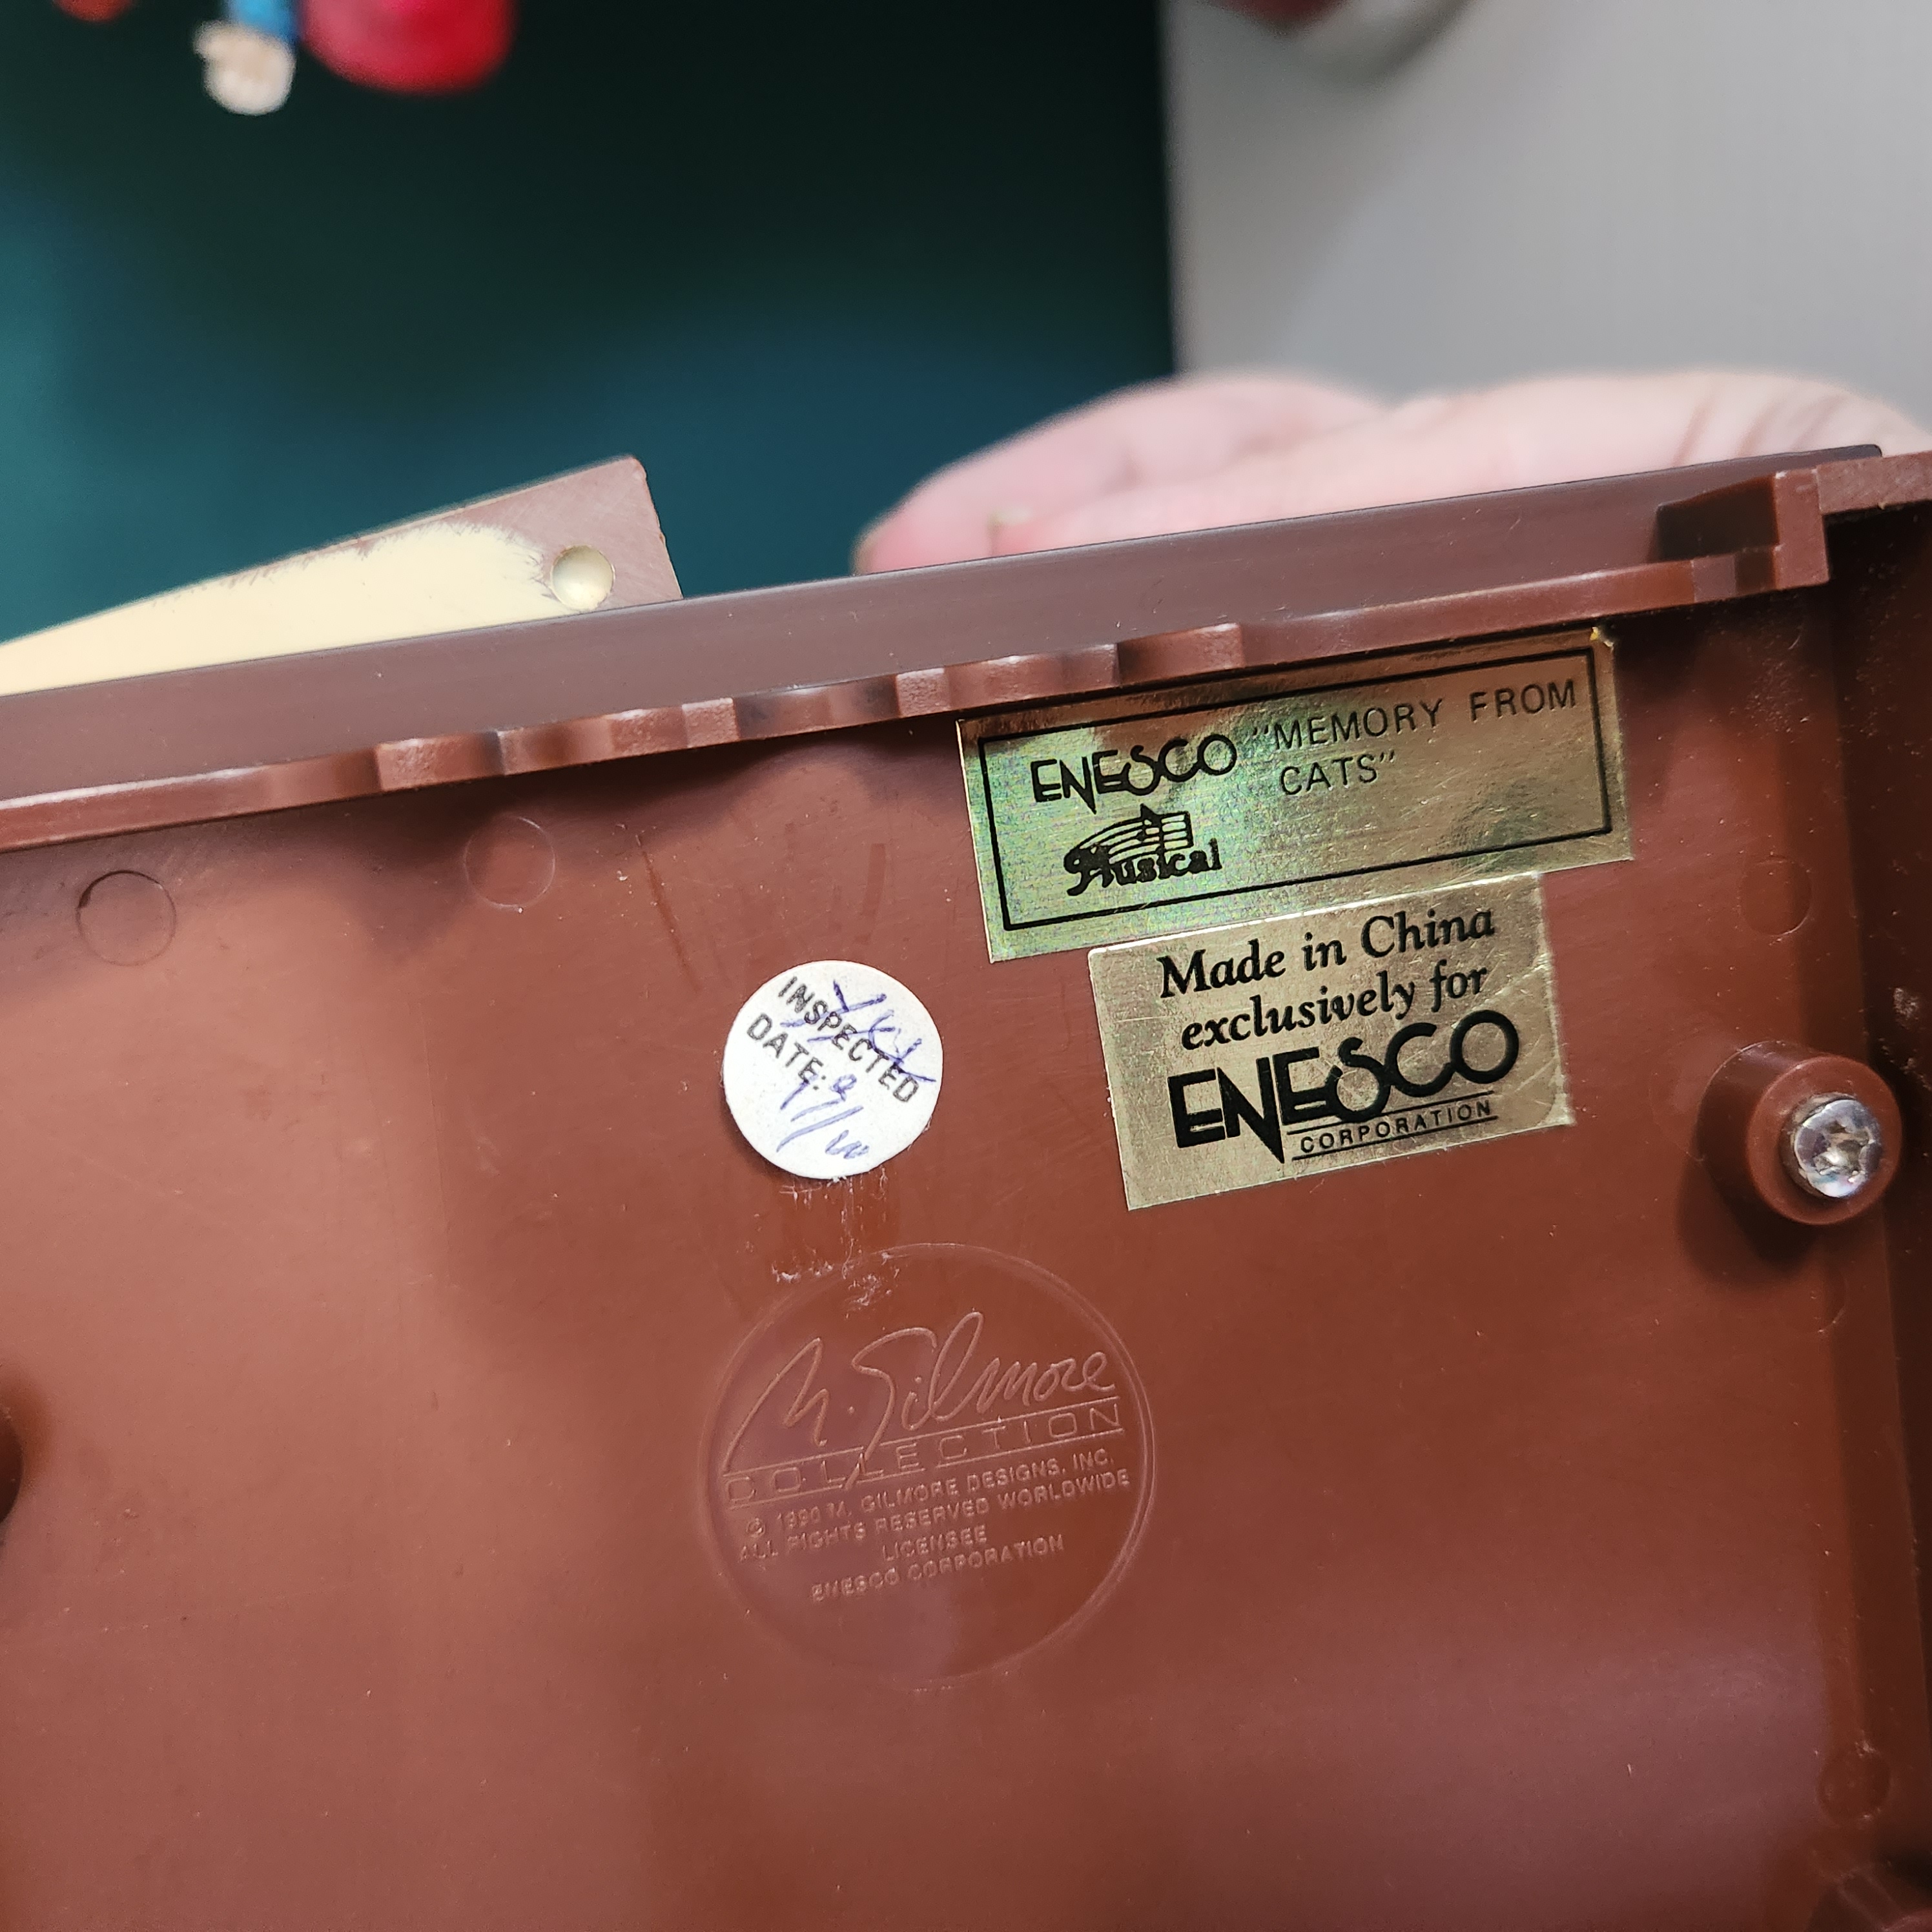 ENESCO "MEMORY FROM
CATS"
Musical
Made in China
exclusively for
ENESCO
CORPORATION
INSPECTED
DATE:
M. Gilmore
COLLECTION
© 1990 M. GILMORE DESIGNS, INC.
ALL RIGHTS RESERVED WORLDWIDE
LICENSEE
ENESCO CORPORATION